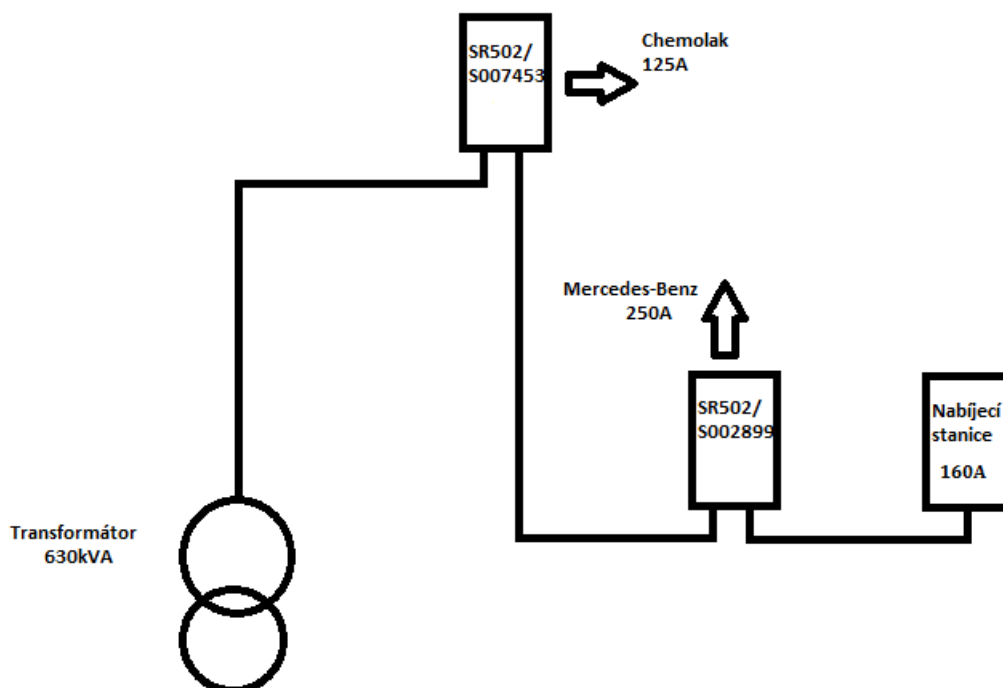 SR502/
S007453
Chemolak
125A
Mercedes-Benz
250A
SR502/
S002899
Nabíjecí
stanice
160A
Transformátor
630kVA